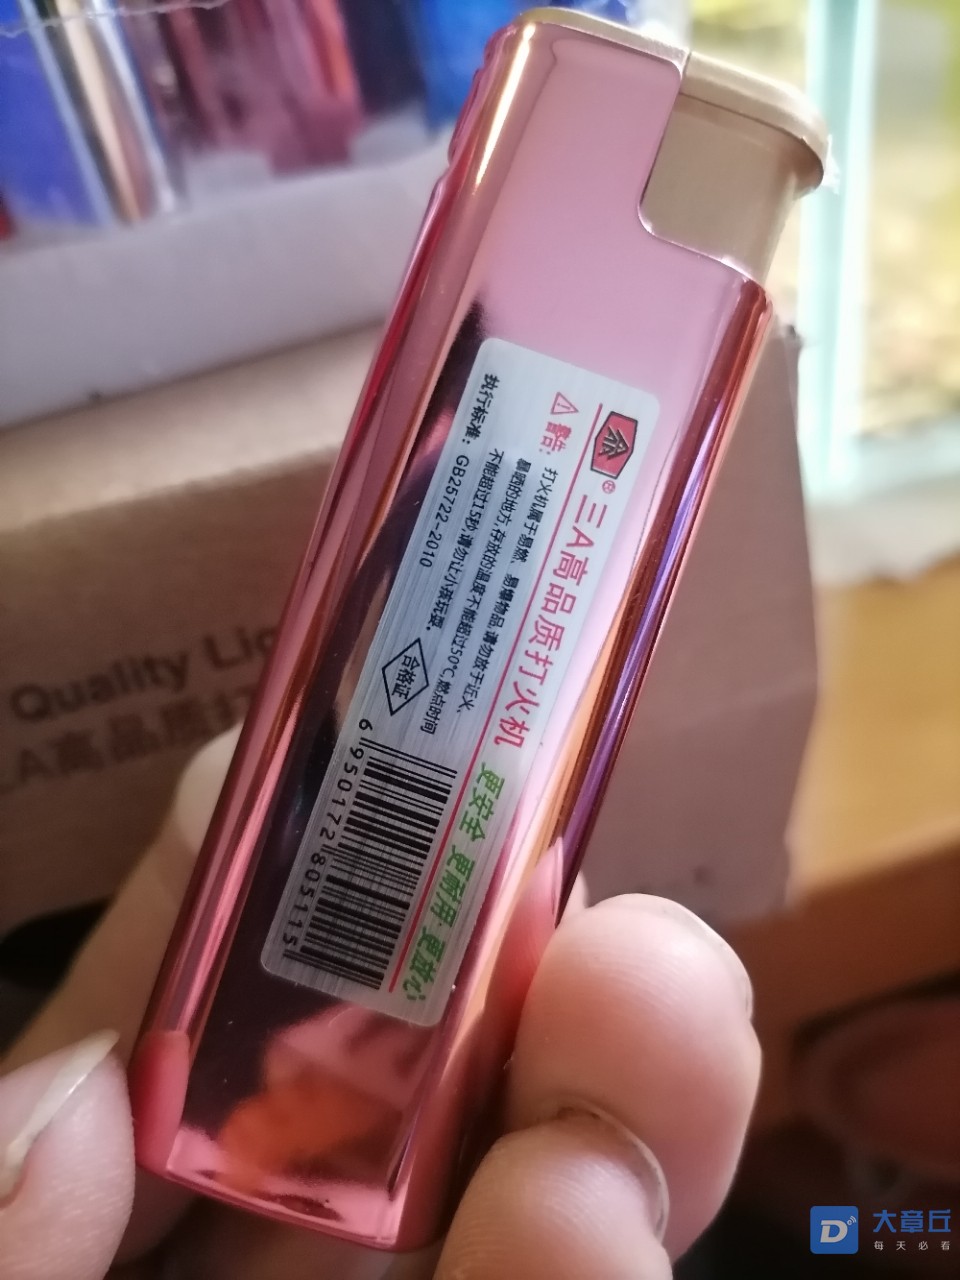 三A高品质打火机 更安全 更耐用 更放心
警告：打火机属于易燃、易爆物品,请勿放于近火、
暴晒的地方,存放的温度不能超过50℃,燃点时间
不能超过15秒,请勿让小孩玩耍。
执行标准：GB25722-2010
合格证
6 950172 805115
Quality
A高品质打
大章丘
每天必看